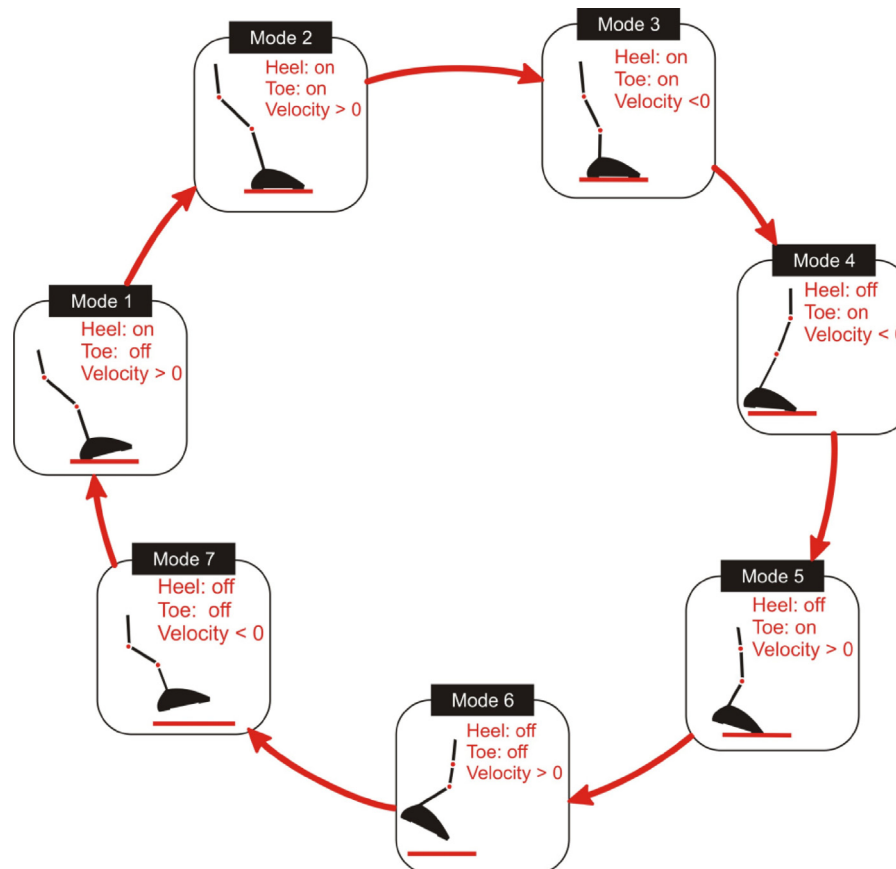 Mode 1
Heel: on
Toe: off
Velocity > 0
Mode 2
Heel: on
Toe: on
Velocity > 0
Mode 3
Heel: on
Toe: on
Velocity <0
Mode 4
Heel: off
Toe: on
Velocity <
Mode 5
Heel: off
Toe: on
Velocity > 0
Mode 6
Heel: off
Toe: off
Velocity > 0
Mode 7
Heel: off
Toe: off
Velocity < 0